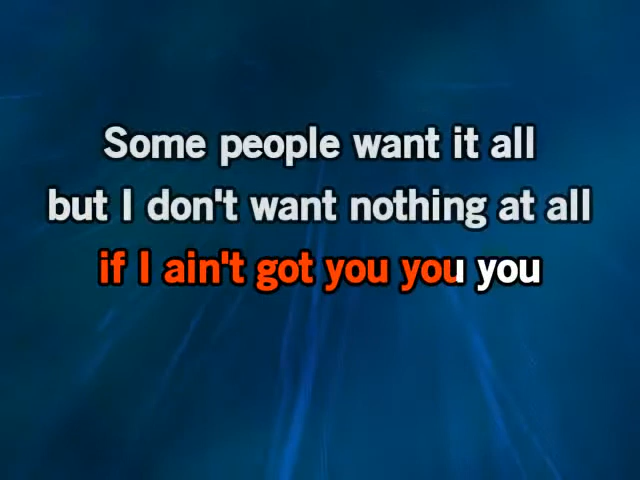 Some people want it all
but I don't want nothing at all
if I ain't got you you you